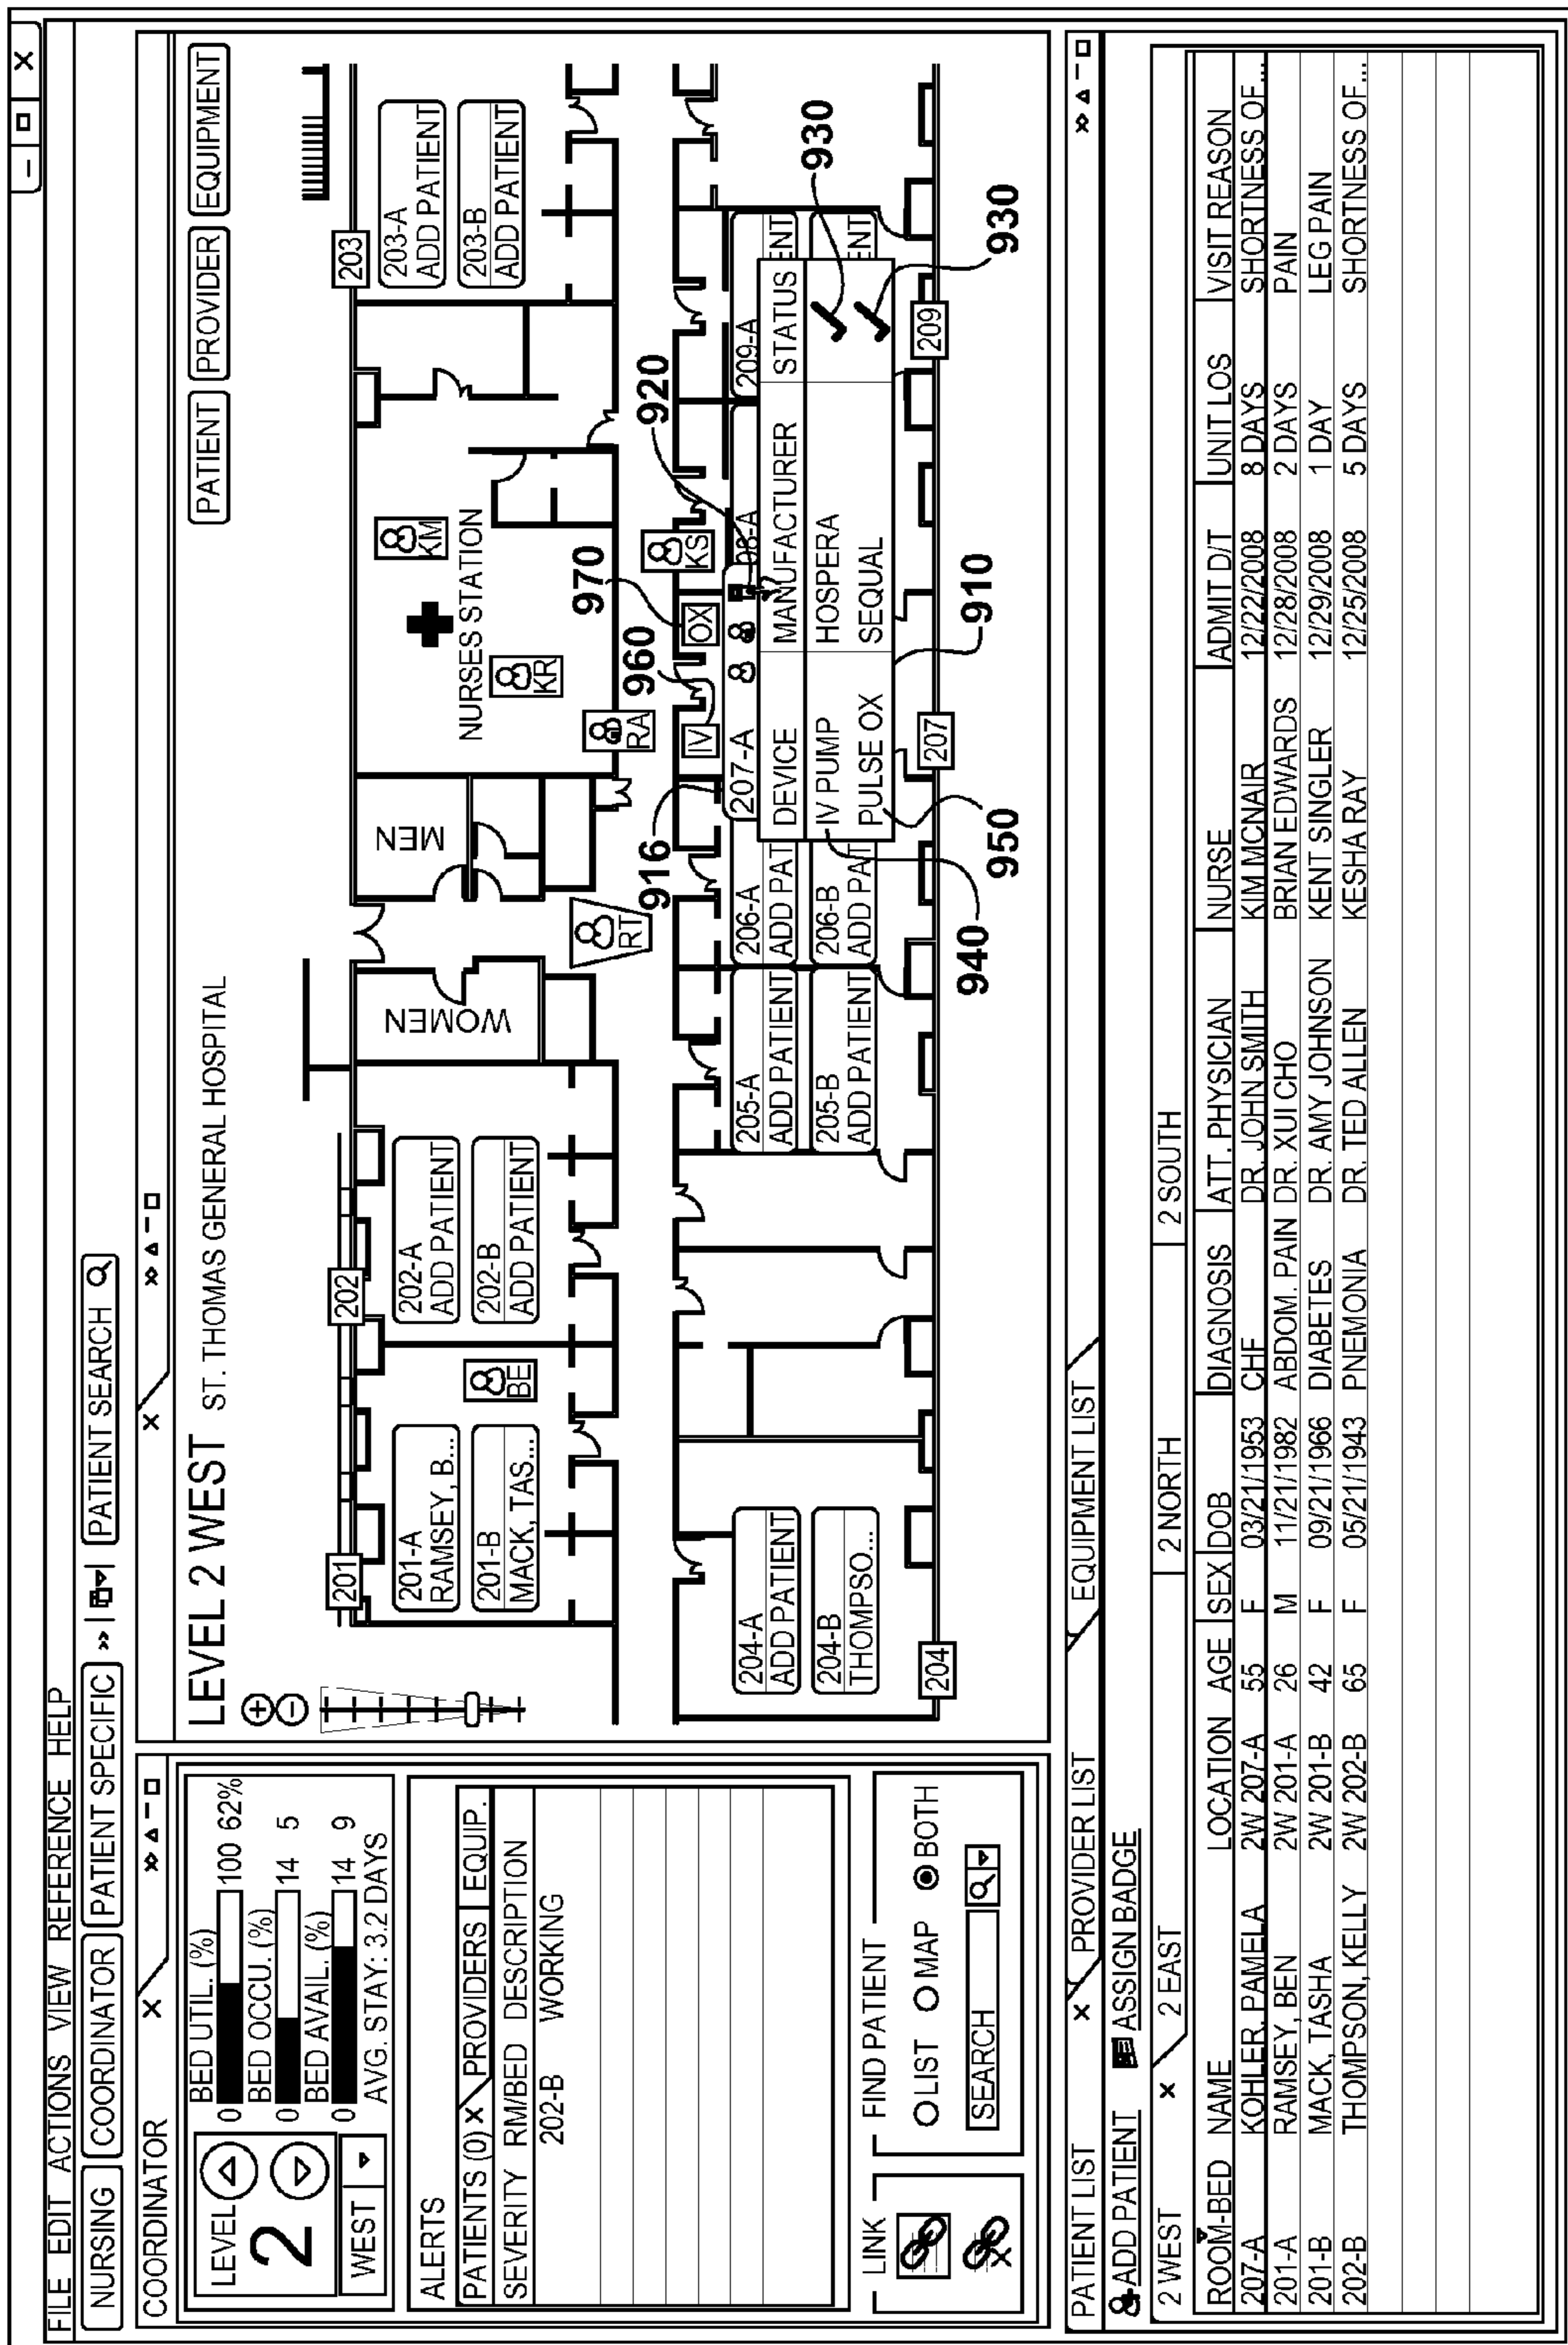 FILE EDIT ACTIONS VIEW REFERENCE HELP
NURSING COORDINATOR PATIENT SPECIFIC PATIENT SEARCH
COORDINATOR
LEVEL
2
WEST
BED UTIL. (%)
0 100 62%
BED OCCU. (%)
0 14 5
BED AVAIL. (%)
0 14 9
AVG. STAY: 3.2 DAYS
ALERTS
PATIENTS (0) X PROVIDERS EQUIP.
SEVERITY RM/BED DESCRIPTION
202-B WORKING
LINK
FIND PATIENT
LIST MAP BOTH
SEARCH
LEVEL 2 WEST ST. THOMAS GENERAL HOSPITAL
PATIENT PROVIDER EQUIPMENT
201
202
203
201-A
RAMSEY, B...
201-B
MACK, TAS...
BE
202-A
ADD PATIENT
202-B
ADD PATIENT
WOMEN
MEN
RT
NURSES STATION
KM
KR
RA
203-A
ADD PATIENT
203-B
ADD PATIENT
916
960
970
920
IV
OX
KS
204-A
ADD PATIENT
204-B
THOMPSO...
205-A
ADD PATIENT
205-B
ADD PATIENT
206-A
ADD PAT
206-B
ADD PAT
207-A
08-A
209-A
ENT
ENT
DEVICE MANUFACTURER STATUS
IV PUMP HOSPERA
PULSE OX SEQUAL
930
930
204
207
209
940
950
910
PATIENT LIST X PROVIDER LIST EQUIPMENT LIST
ADD PATIENT ASSIGN BADGE
2 WEST X 2 EAST 2 NORTH 2 SOUTH
ROOM-BED NAME LOCATION AGE SEX DOB DIAGNOSIS ATT. PHYSICIAN NURSE ADMIT D/T UNIT LOS VISIT REASON
207-A KOHLER, PAMELA 2W 207-A 55 F 03/21/1953 CHF DR. JOHN SMITH KIM MCNAIR 12/22/2008 8 DAYS SHORTNESS OF...
201-A RAMSEY, BEN 2W 201-A 26 M 11/21/1982 ABDOM. PAIN DR. XUI CHO BRIAN EDWARDS 12/28/2008 2 DAYS PAIN
201-B MACK, TASHA 2W 201-B 42 F 09/21/1966 DIABETES DR. AMY JOHNSON KENT SINGLER 12/29/2008 1 DAY LEG PAIN
202-B THOMPSON, KELLY 2W 202-B 65 F 05/21/1943 PNEMONIA DR. TED ALLEN KESHA RAY 12/25/2008 5 DAYS SHORTNESS OF...